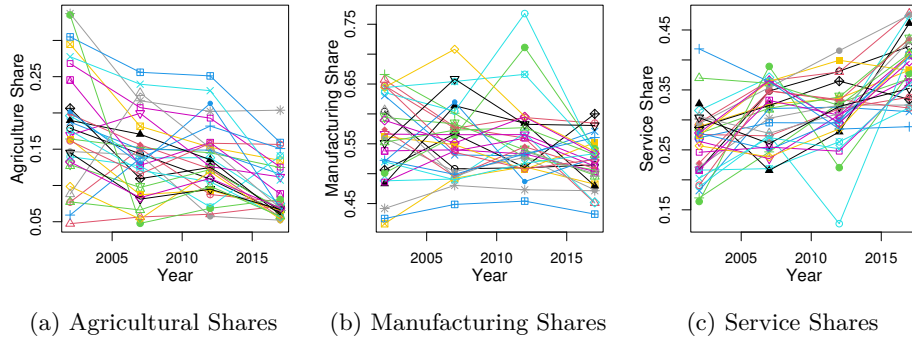 Agriculture Share
0.05 0.15 0.25
2005 2010 2015
Year
(a) Agricultural Shares
Manufacturing Share
0.45 0.55 0.65 0.75
2005 2010 2015
Year
(b) Manufacturing Shares
Service Share
0.15 0.25 0.35 0.45
2005 2010 2015
Year
(c) Service Shares